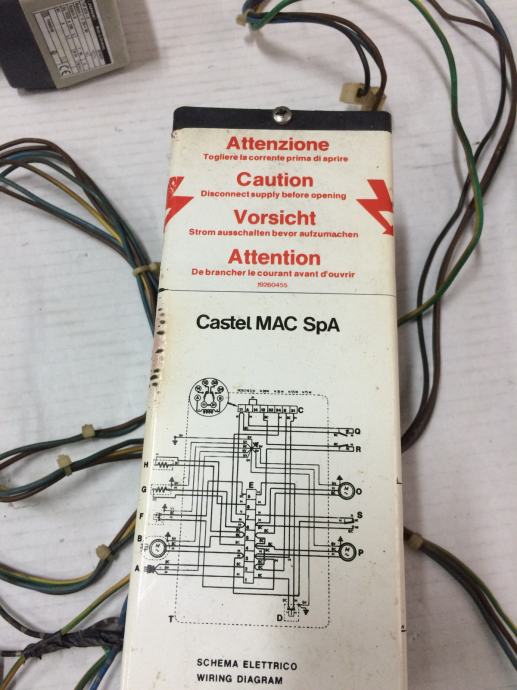 Attenzione
Togliere la corrente prima di aprire
Caution
Disconnect supply before opening
Vorsicht
Strom ausschalten bevor aufzumachen
Attention
De brancher le courant avant d'ouvrir
19260455
Castel MAC SpA
C
Q
R
H
E
G
O
F
S
B
P
A
T
D
SCHEMA ELETTRICO
WIRING DIAGRAM